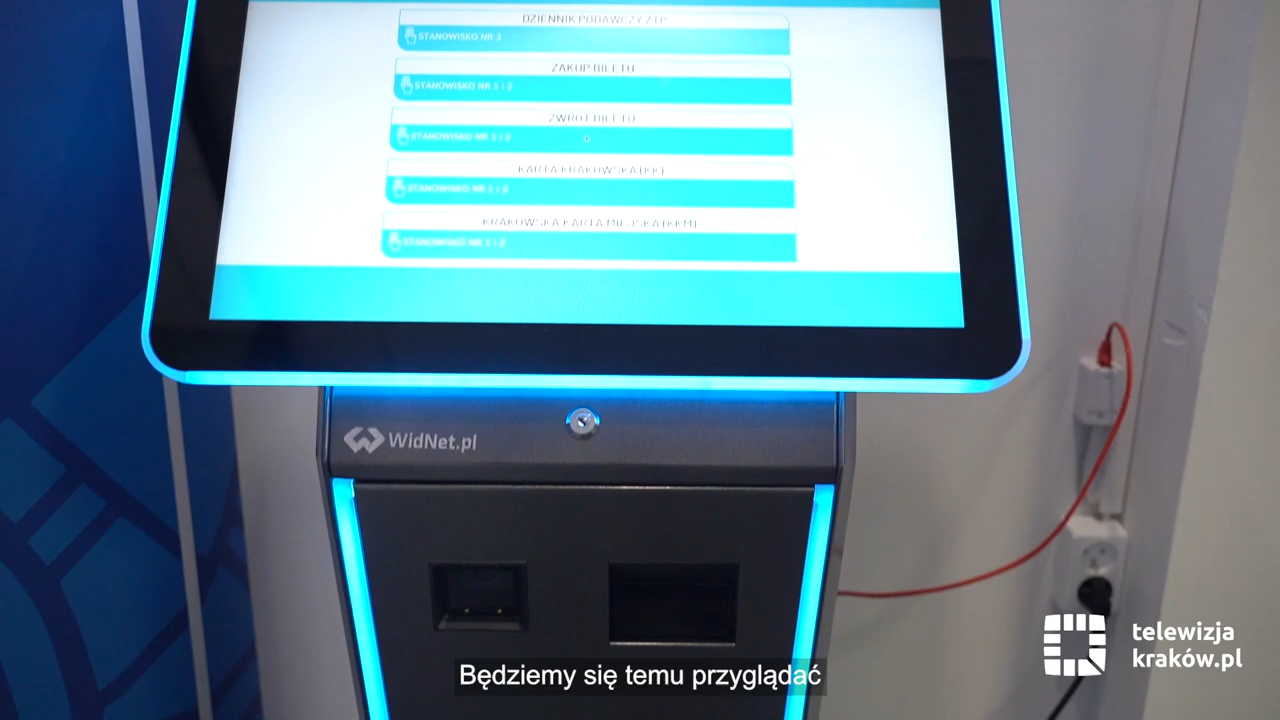 DZIENNIK PODAWCZY ZTP
STANOWISKO NR 3
ZAKUP BILETU
STANOWISKO NR 1 i 2
ZWROT BILETU
STANOWISKO NR 1 i 2
KARTA KRAKOWSKA (KK)
STANOWISKO NR 1 i 2
KRAKOWSKA KARTA MIEJSKA (KKM)
STANOWISKO NR 1 i 2
WidNet.pl
telewizja
kraków.pl
Będziemy się temu przyglądać